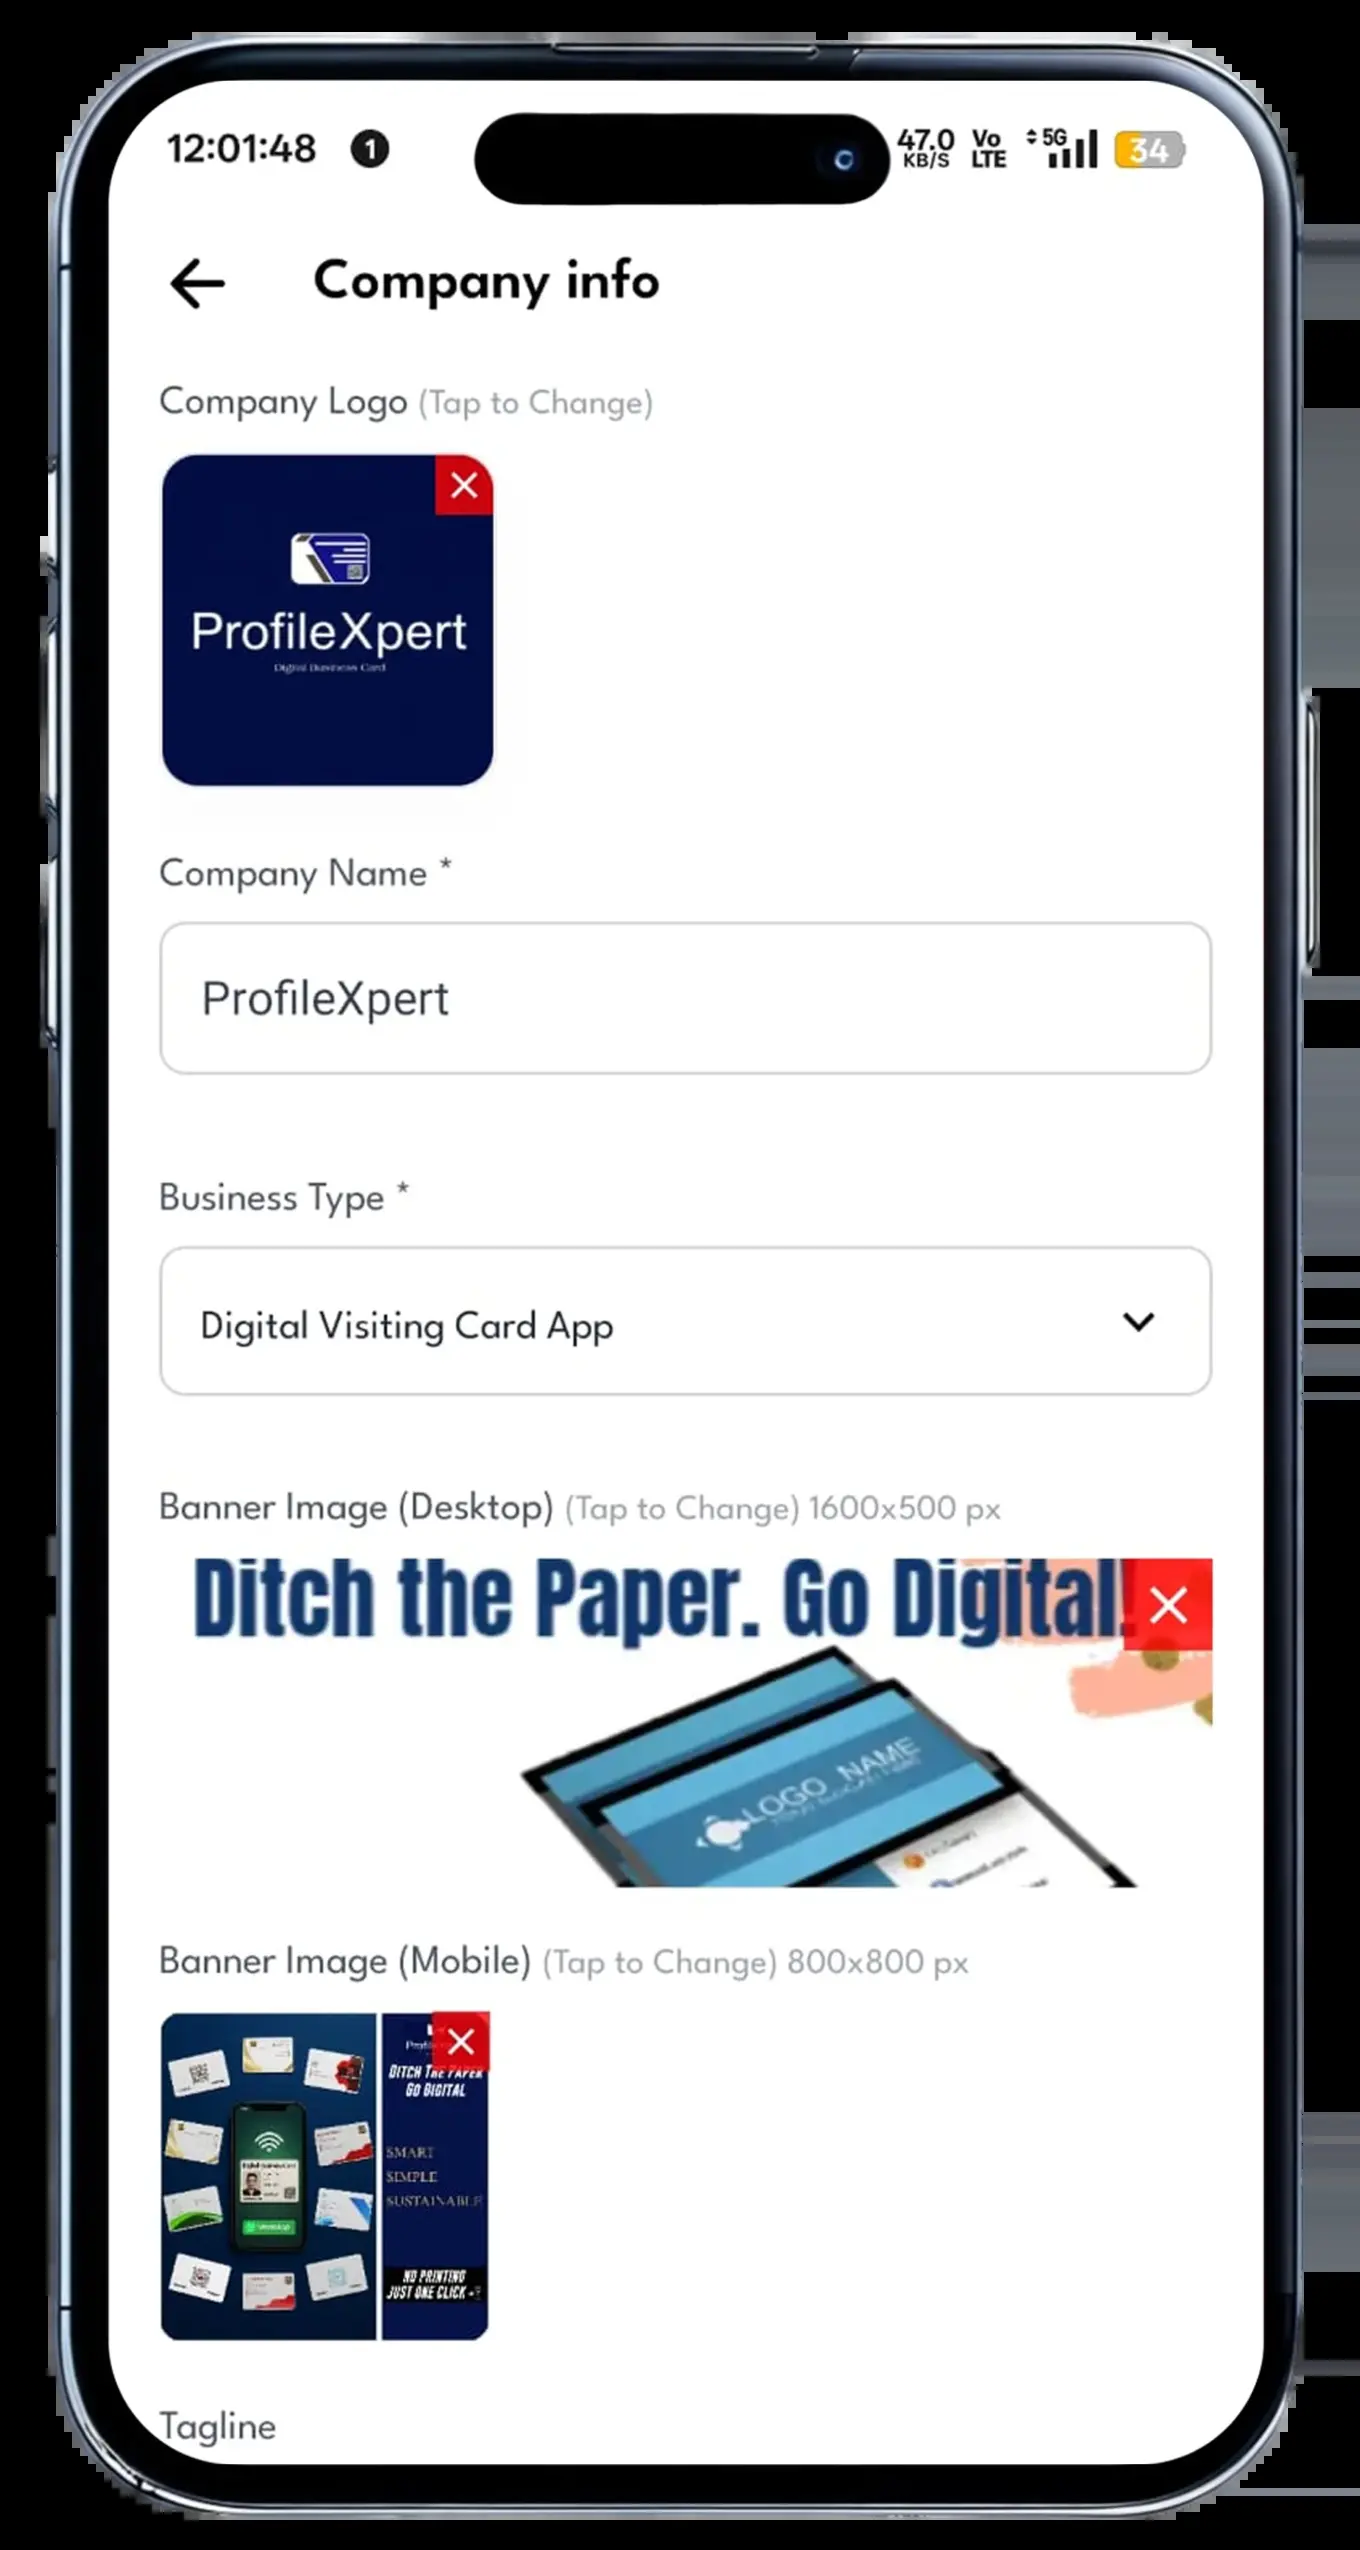 12:01:48 1 47.0 KB/S Vo LTE 5G 34
Company info
Company Logo (Tap to Change)
ProfileXpert
Digital Business Card
Company Name *
ProfileXpert
Business Type *
Digital Visiting Card App
Banner Image (Desktop) (Tap to Change) 1600x500 px
Ditch the Paper. Go Digital!
LOGO NAME
Banner Image (Mobile) (Tap to Change) 800x800 px
DITCH THE PAPER
GO DIGITAL
SMART
SIMPLE
SUSTAINABLE
NO PRINTING
JUST ONE CLICK
Tagline